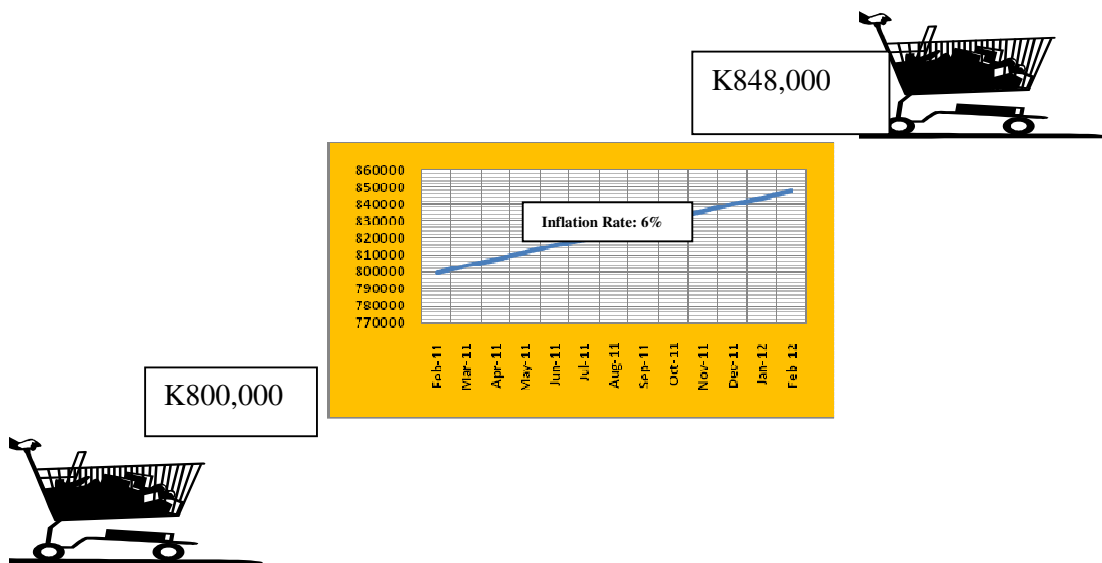 K848,000
860000
850000
840000
830000
820000
810000
800000
790000
780000
770000
Inflation Rate: 6%
Feb-11
Mar-11
Apr-11
May-11
Jun-11
Jul-11
Aug-11
Sep-11
Oct-11
Nov-11
Dec-11
Jan-12
Feb-12
K800,000